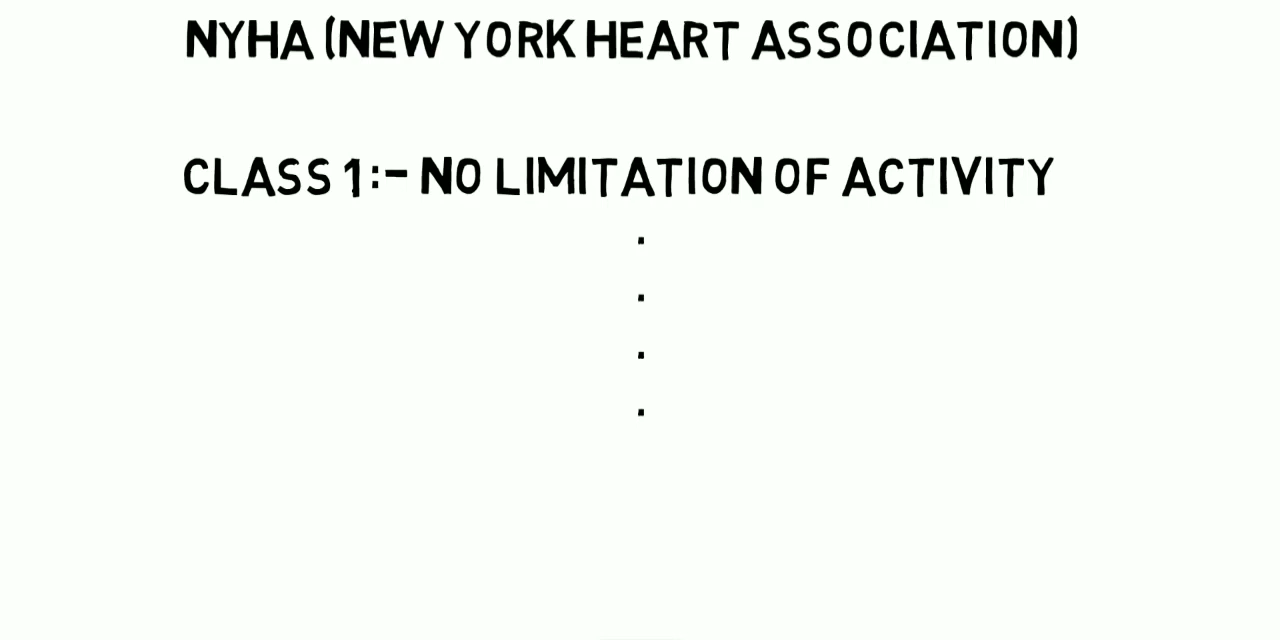 NYHA (NEW YORK HEART ASSOCIATION)
CLASS 1:- NO LIMITATION OF ACTIVITY
.
.
.
.